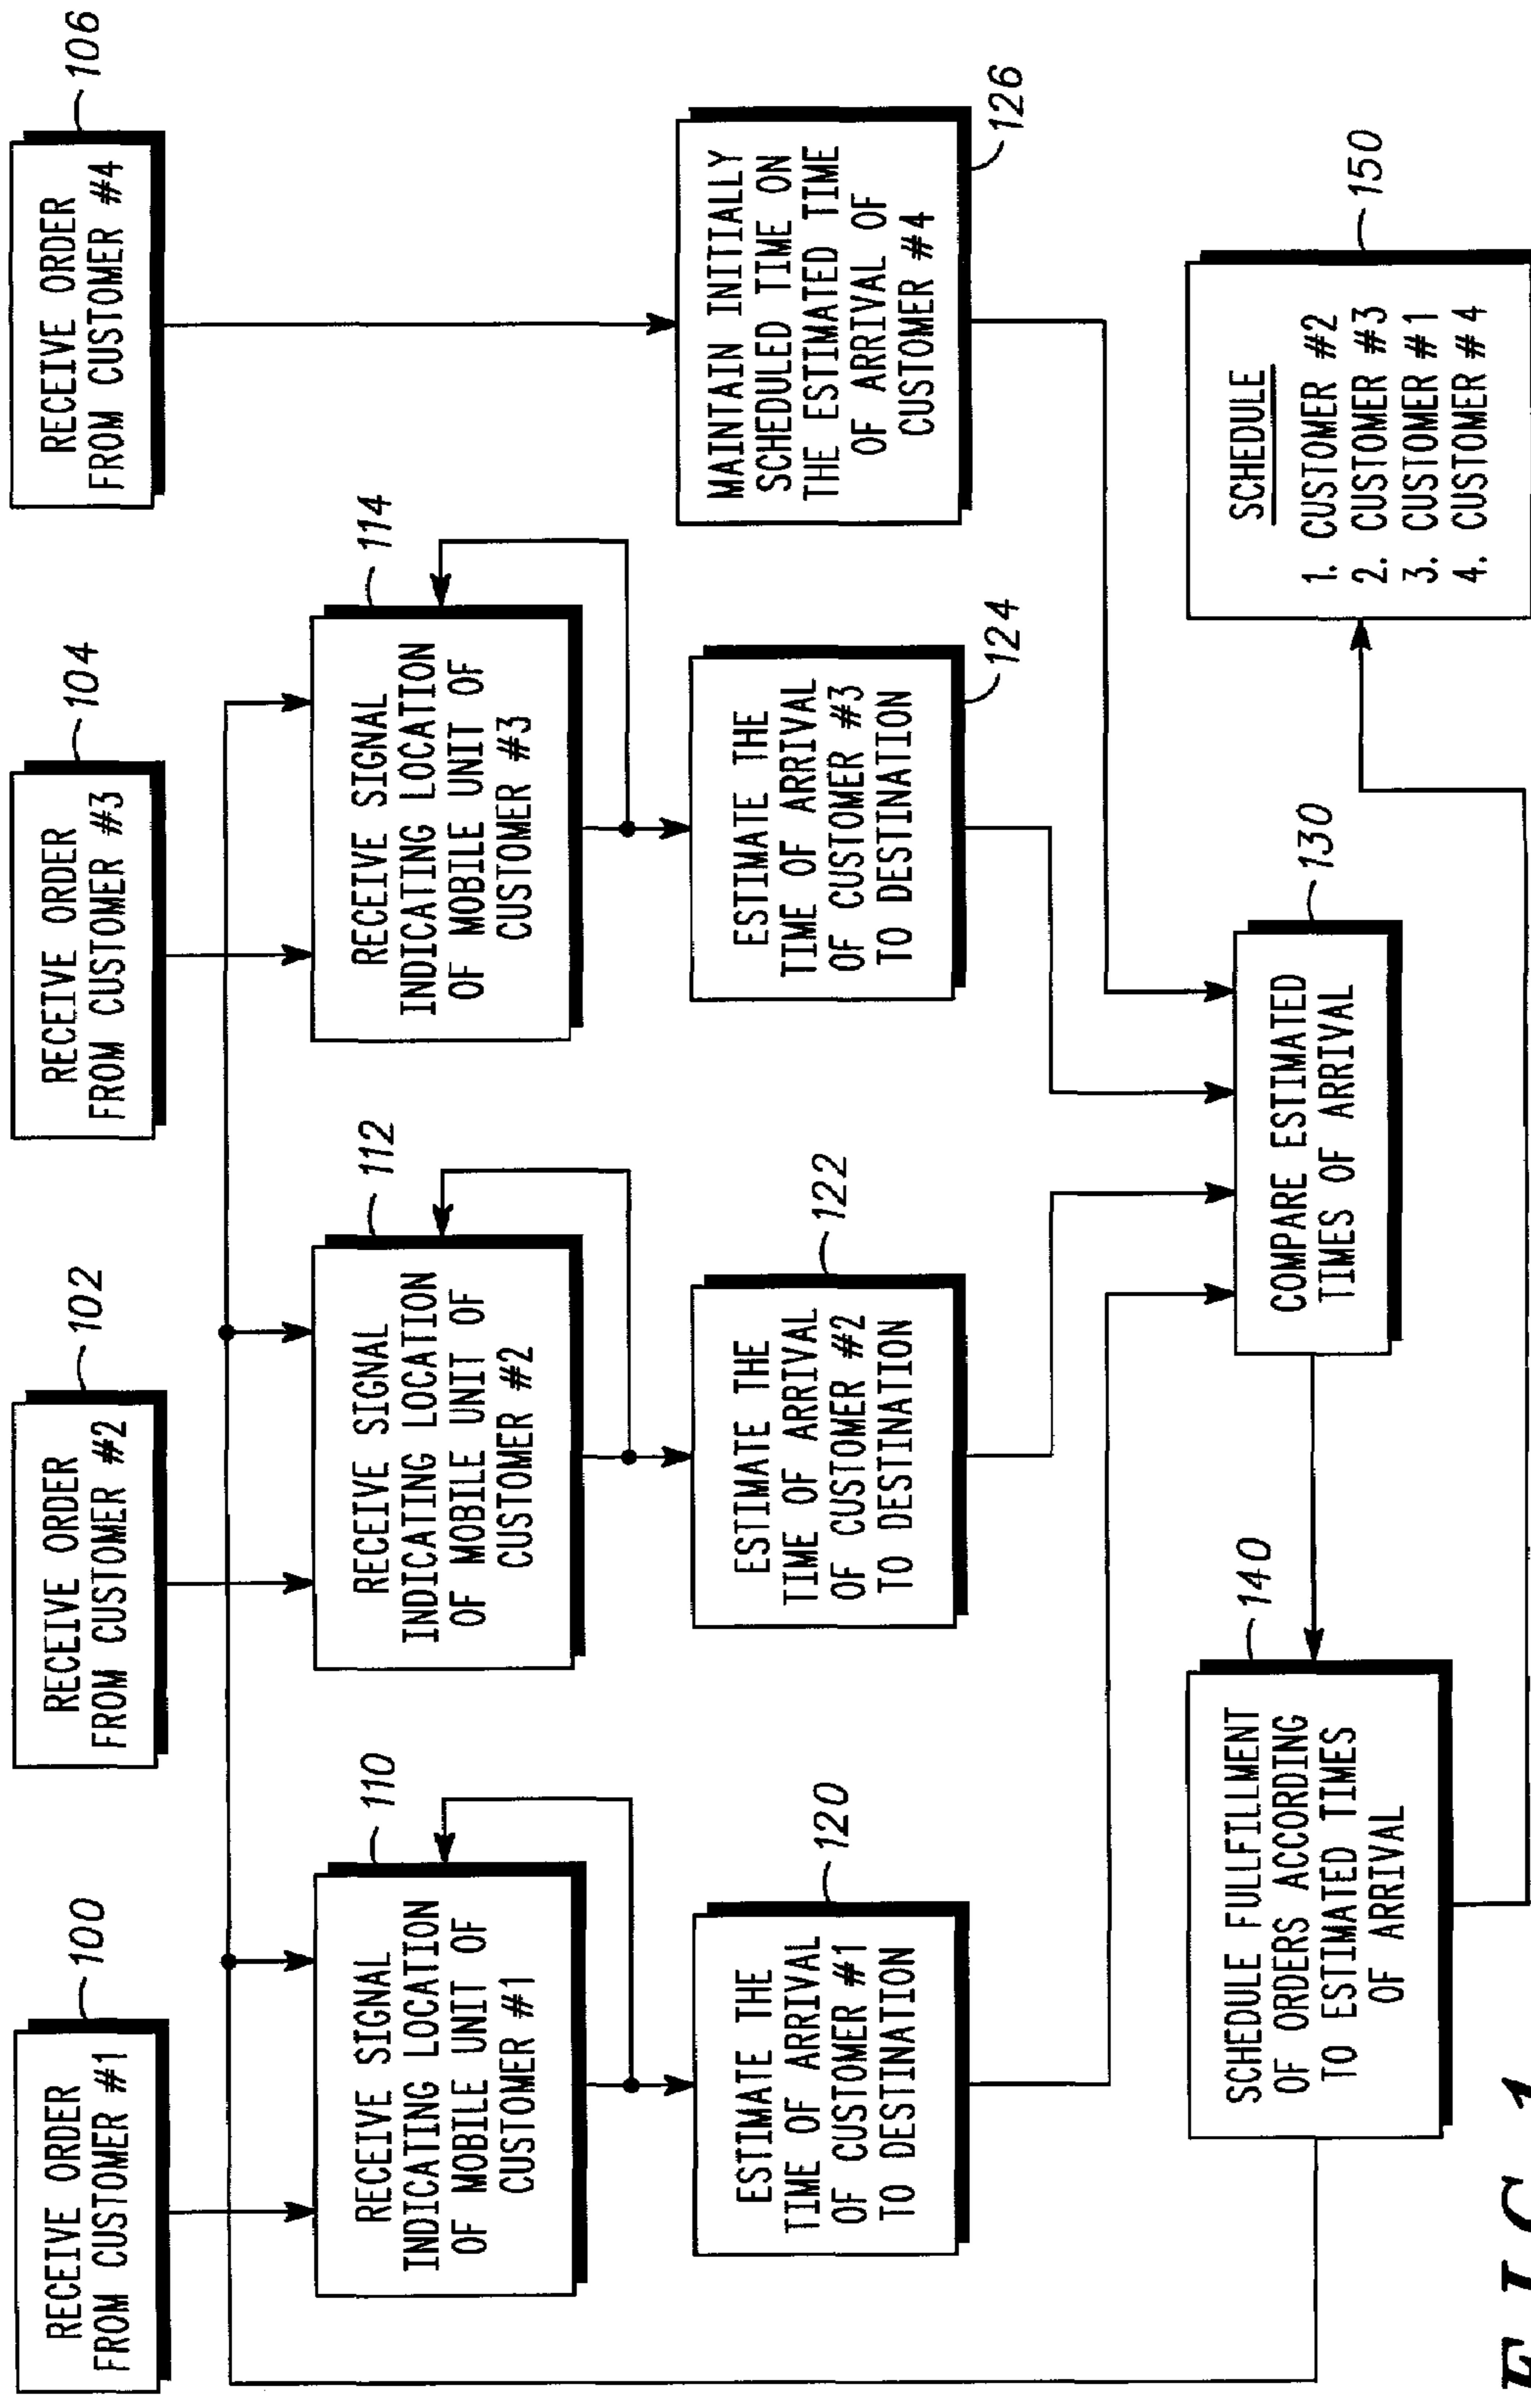 RECEIVE ORDER
FROM CUSTOMER #1
100
RECEIVE ORDER
FROM CUSTOMER #2
102
RECEIVE ORDER
FROM CUSTOMER #3
104
RECEIVE ORDER
FROM CUSTOMER #4
106
RECEIVE SIGNAL
INDICATING LOCATION
OF MOBILE UNIT OF
CUSTOMER #1
110
RECEIVE SIGNAL
INDICATING LOCATION
OF MOBILE UNIT OF
CUSTOMER #2
112
RECEIVE SIGNAL
INDICATING LOCATION
OF MOBILE UNIT OF
CUSTOMER #3
114
ESTIMATE THE
TIME OF ARRIVAL
OF CUSTOMER #1
TO DESTINATION
120
ESTIMATE THE
TIME OF ARRIVAL
OF CUSTOMER #2
TO DESTINATION
122
ESTIMATE THE
TIME OF ARRIVAL
OF CUSTOMER #3
TO DESTINATION
124
MAINTAIN INITIALLY
SCHEDULED TIME ON
THE ESTIMATED TIME
OF ARRIVAL OF
CUSTOMER #4
126
SCHEDULE FULLFILLMENT
OF ORDERS ACCORDING
TO ESTIMATED TIMES
OF ARRIVAL
140
COMPARE ESTIMATED
TIMES OF ARRIVAL
130
SCHEDULE
1. CUSTOMER #2
2. CUSTOMER #3
3. CUSTOMER #1
4. CUSTOMER #4
150
FIG. 1